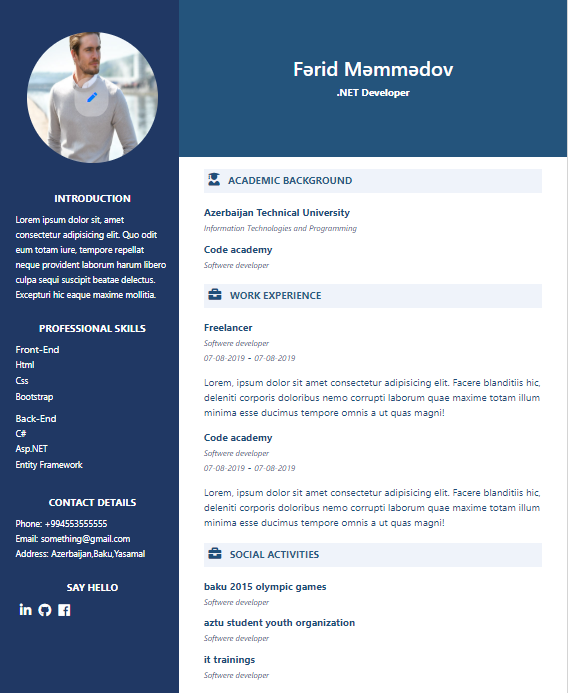 Fərid Məmmədov
.NET Developer
INTRODUCTION
Lorem ipsum dolor sit, amet
consectetur adipisicing elit. Quo odit
eum totam iure, tempore repellat
neque provident laborum harum libero
culpa sequi suscipit beatae delectus.
Excepturi hic eaque maxime mollitia.
PROFESSIONAL SKILLS
Front-End
Html
Css
Bootstrap
Back-End
C#
Asp.NET
Entity Framework
CONTACT DETAILS
Phone: +994553555555
Email: something@gmail.com
Address: Azerbaijan,Baku,Yasamal
SAY HELLO
ACADEMIC BACKGROUND
Azerbaijan Technical University
Information Technologies and Programming
Code academy
Softwere developer
WORK EXPERIENCE
Freelancer
Softwere developer
07-08-2019 - 07-08-2019
Lorem, ipsum dolor sit amet consectetur adipisicing elit. Facere blanditiis hic,
deleniti corporis doloribus nemo corrupti laborum quae maxime totam illum
minima esse ducimus tempore omnis a ut quas magni!
Code academy
Softwere developer
07-08-2019 - 07-08-2019
Lorem, ipsum dolor sit amet consectetur adipisicing elit. Facere blanditiis hic,
deleniti corporis doloribus nemo corrupti laborum quae maxime totam illum
minima esse ducimus tempore omnis a ut quas magni!
SOCIAL ACTIVITIES
baku 2015 olympic games
Softwere developer
aztu student youth organization
Softwere developer
it trainings
Softwere developer